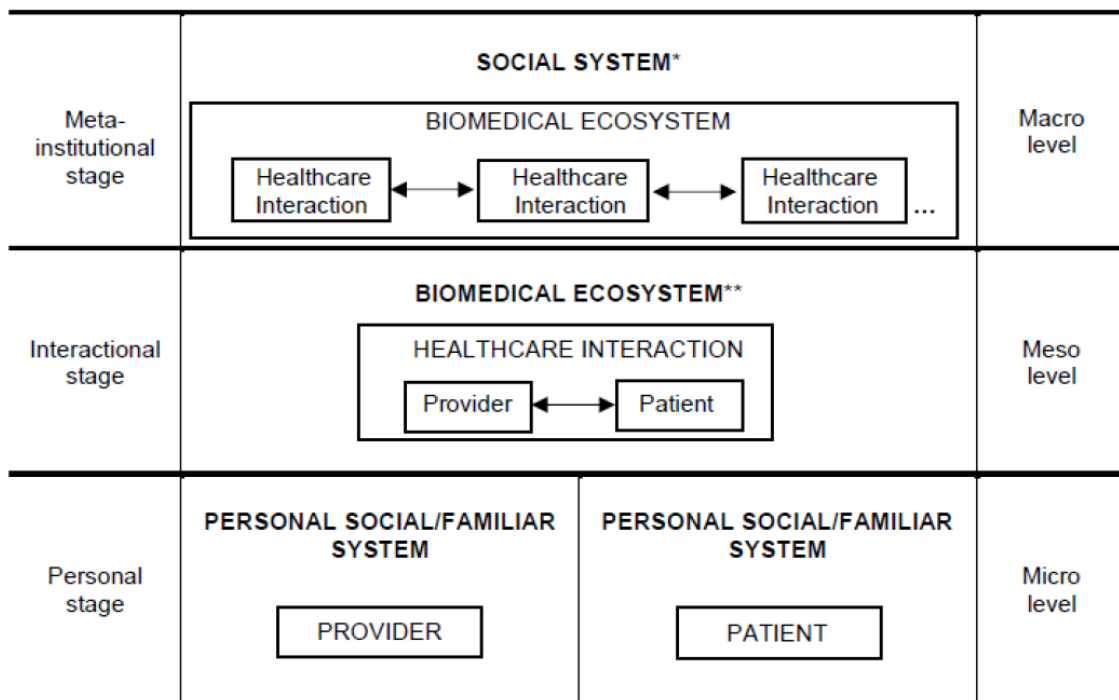 SOCIAL SYSTEM*
Meta-
institutional
stage
BIOMEDICAL ECOSYSTEM
Healthcare
Interaction
Healthcare
Interaction
Healthcare
Interaction
...
Macro
level
Interactional
stage
BIOMEDICAL ECOSYSTEM**
HEALTHCARE INTERACTION
Provider
Patient
Meso
level
Personal
stage
PERSONAL SOCIAL/FAMILIAR
SYSTEM
PROVIDER
PERSONAL SOCIAL/FAMILIAR
SYSTEM
PATIENT
Micro
level